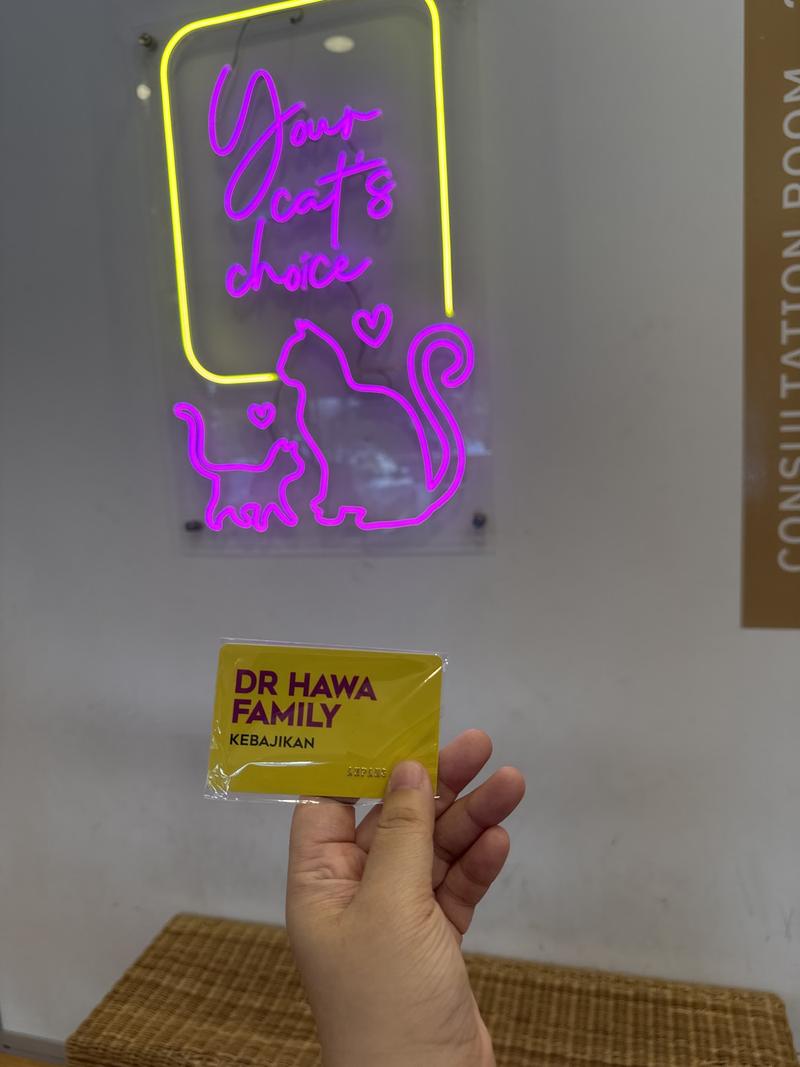 Your
cat's
choice
CONSULTATION ROOM
DR HAWA
FAMILY
KEBAJIKAN